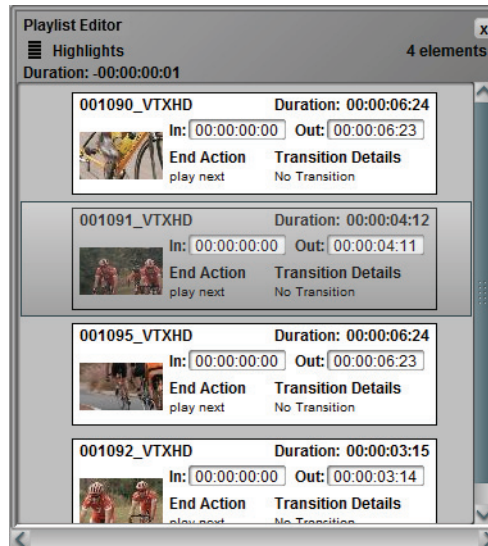 Playlist Editor
x
Highlights 4 elements
Duration: -00:00:00:01
001090_VTXHD Duration: 00:00:06:24
In: 00:00:00:00 Out: 00:00:06:23
End Action Transition Details
play next No Transition
001091_VTXHD Duration: 00:00:04:12
In: 00:00:00:00 Out: 00:00:04:11
End Action Transition Details
play next No Transition
001095_VTXHD Duration: 00:00:06:24
In: 00:00:00:00 Out: 00:00:06:23
End Action Transition Details
play next No Transition
001092_VTXHD Duration: 00:00:03:15
In: 00:00:00:00 Out: 00:00:03:14
End Action Transition Details
play next No Transition